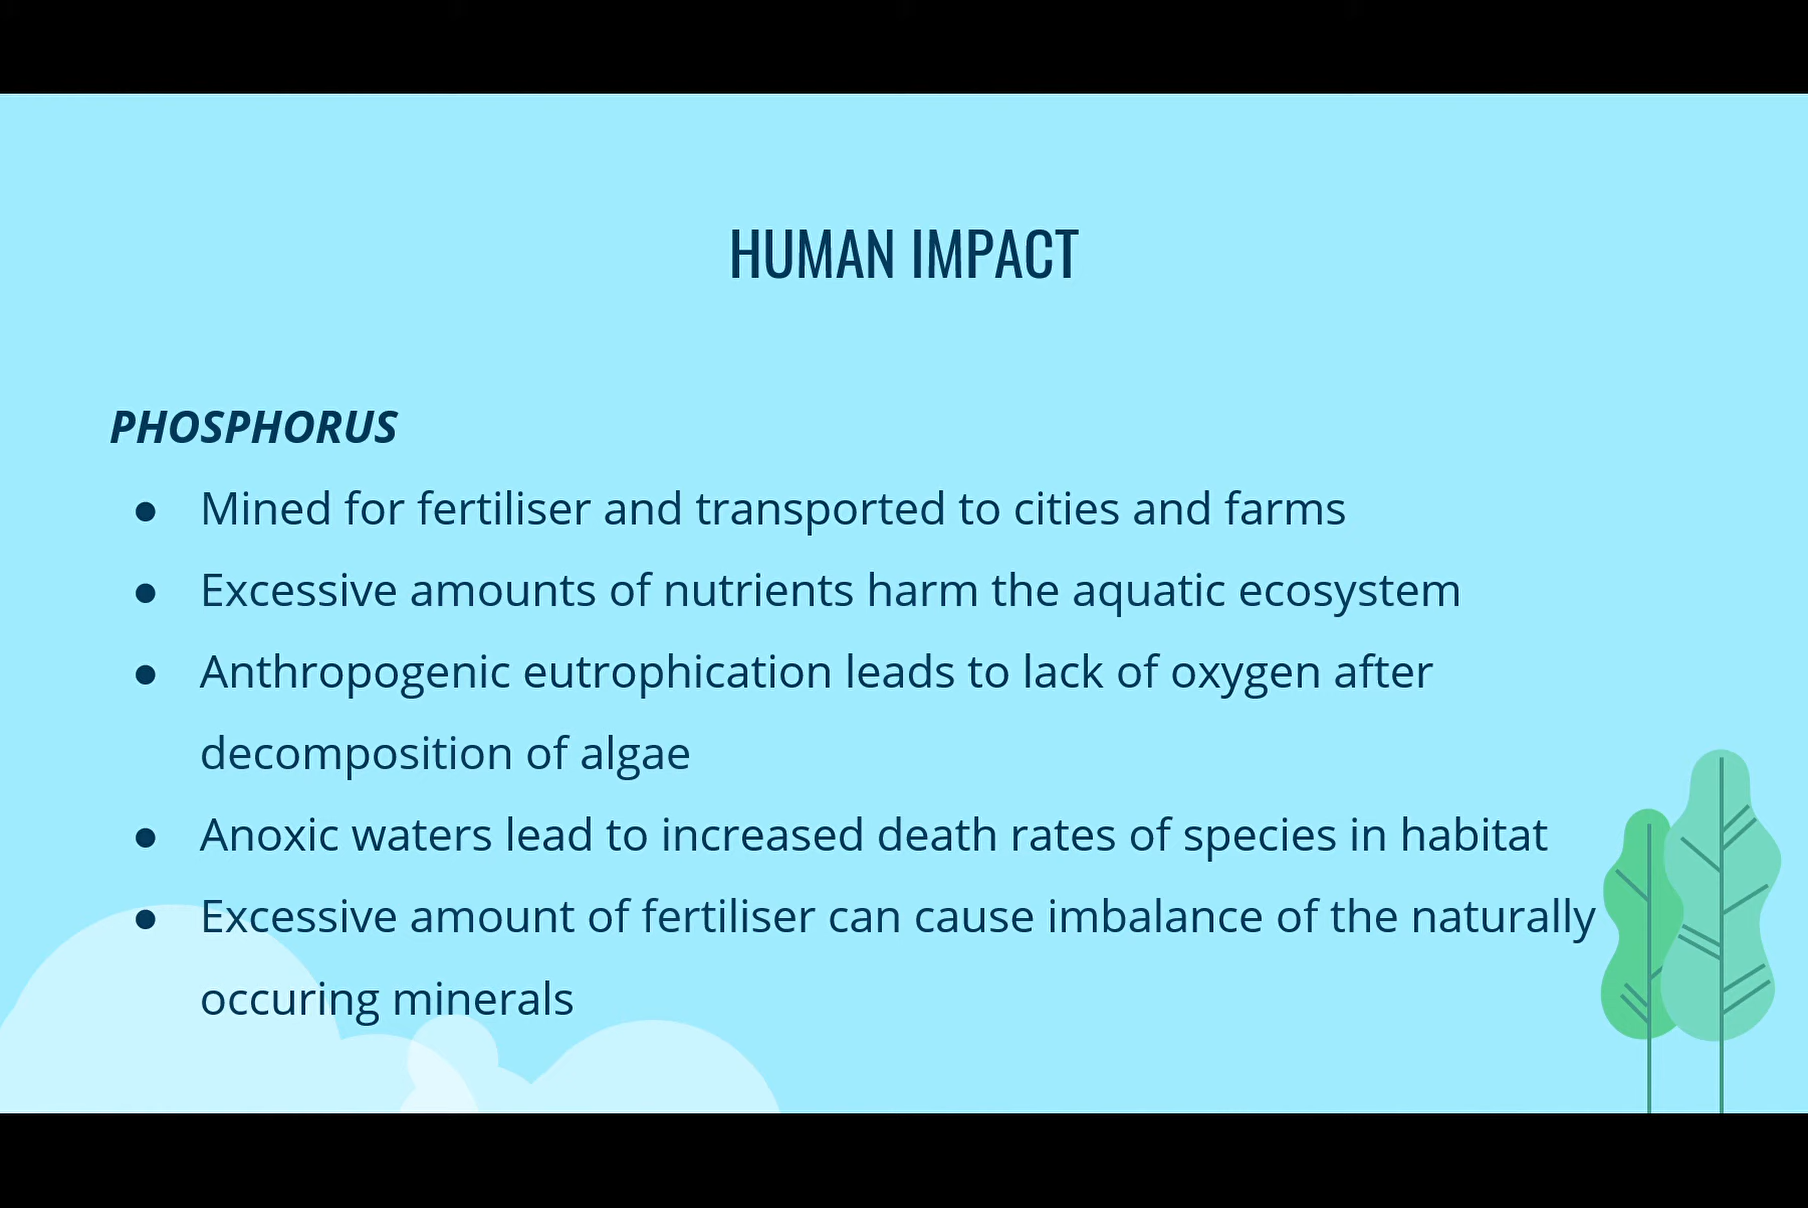 HUMAN IMPACT
PHOSPHORUS
● Mined for fertiliser and transported to cities and farms
● Excessive amounts of nutrients harm the aquatic ecosystem
● Anthropogenic eutrophication leads to lack of oxygen after
decomposition of algae
● Anoxic waters lead to increased death rates of species in habitat
● Excessive amount of fertiliser can cause imbalance of the naturally
occuring minerals